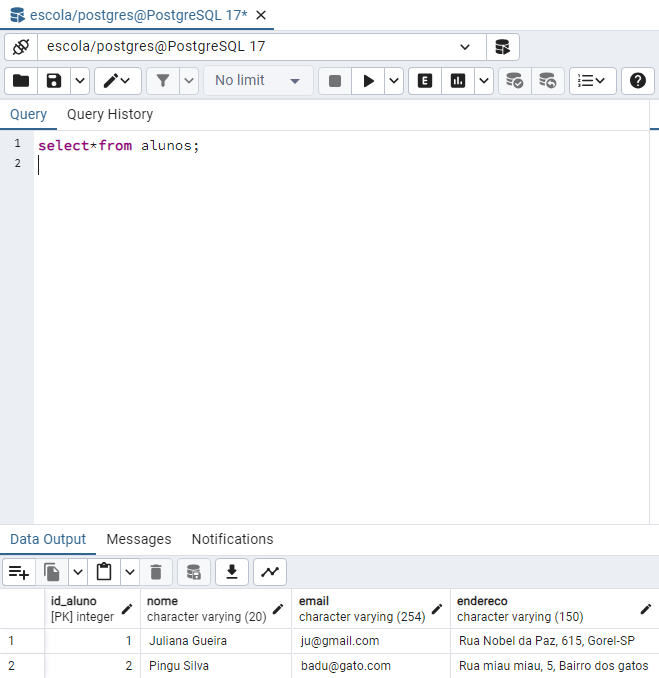 escola/postgres@PostgreSQL 17*
escola/postgres@PostgreSQL 17
No limit
E
Query Query History
1 select*from alunos;
2
Data Output Messages Notifications
id_aluno nome email endereco
[PK] integer character varying (20) character varying (254) character varying (150)
1 1 Juliana Gueira ju@gmail.com Rua Nobel da Paz, 615, Gorel-SP
2 2 Pingu Silva badu@gato.com Rua miau miau, 5, Bairro dos gatos